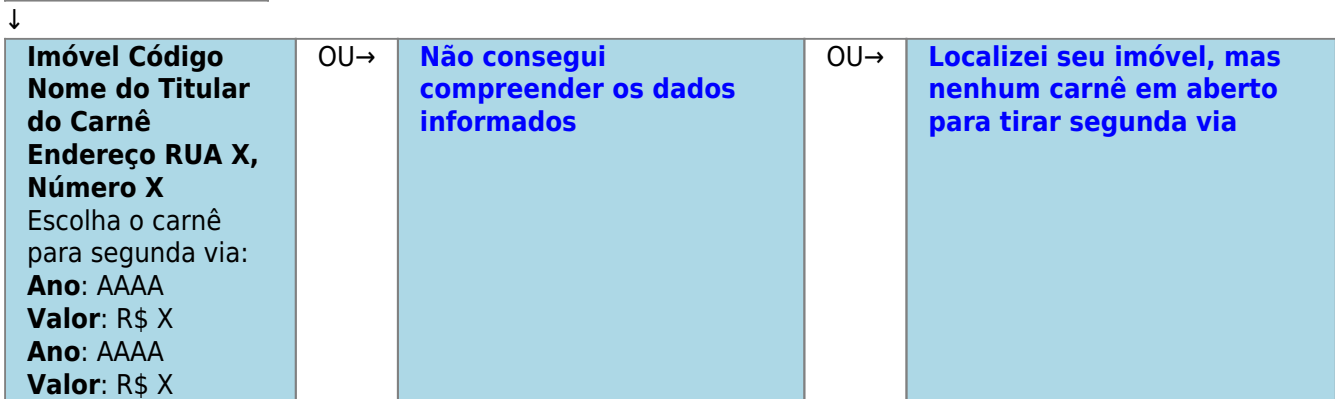 ↓
Imóvel Código
Nome do Titular
do Carnê
Endereço RUA X,
Número X
Escolha o carnê
para segunda via:
Ano: AAAA
Valor: R$ X
Ano: AAAA
Valor: R$ X
OU→
Não consegui
compreender os dados
informados
OU→
Localizei seu imóvel, mas
nenhum carnê em aberto
para tirar segunda via